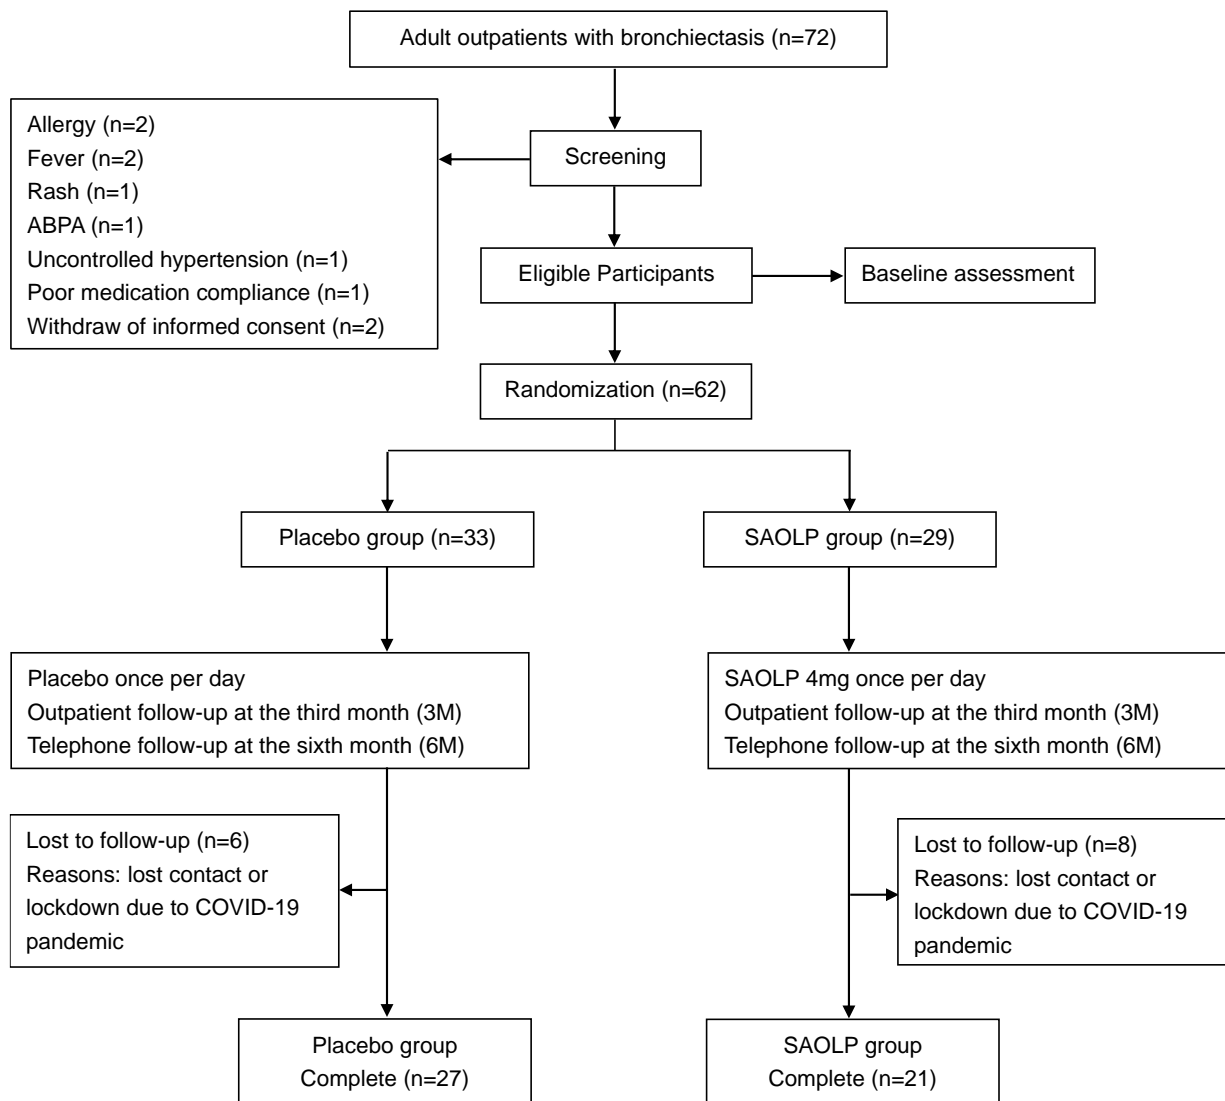 Adult outpatients with bronchiectasis (n=72)
Allergy (n=2)
Fever (n=2)
Rash (n=1)
ABPA (n=1)
Uncontrolled hypertension (n=1)
Poor medication compliance (n=1)
Withdraw of informed consent (n=2)
Screening
Eligible Participants
Baseline assessment
Randomization (n=62)
Placebo group (n=33)
SAOLP group (n=29)
Placebo once per day
Outpatient follow-up at the third month (3M)
Telephone follow-up at the sixth month (6M)
SAOLP 4mg once per day
Outpatient follow-up at the third month (3M)
Telephone follow-up at the sixth month (6M)
Lost to follow-up (n=6)
Reasons: lost contact or
lockdown due to COVID-19
pandemic
Lost to follow-up (n=8)
Reasons: lost contact or
lockdown due to COVID-19
pandemic
Placebo group
Complete (n=27)
SAOLP group
Complete (n=21)